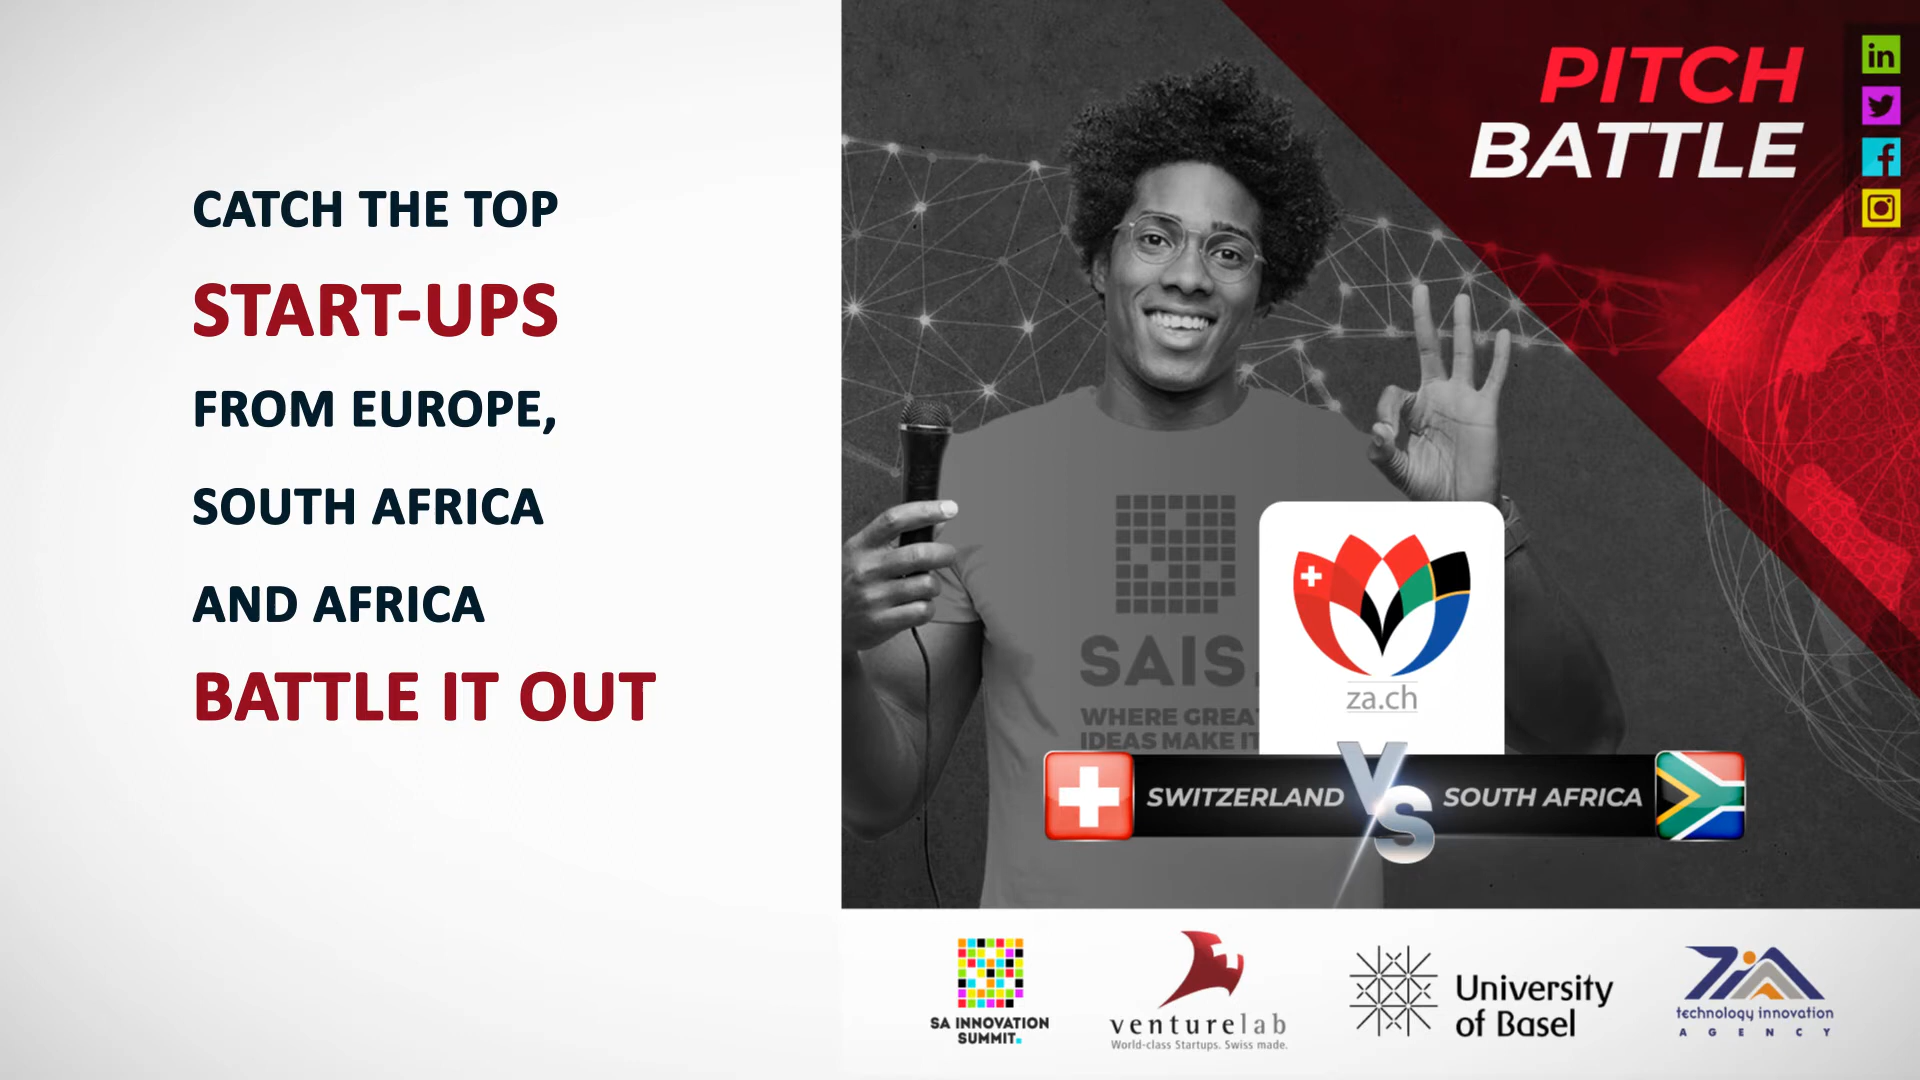 CATCH THE TOP
START-UPS
FROM EUROPE,
SOUTH AFRICA
AND AFRICA
BATTLE IT OUT
PITCH
BATTLE
in
SAIS.
WHERE GREA
IDEAS MAKE IT
za.ch
SWITZERLAND
VS
SOUTH AFRICA
SA INNOVATION
SUMMIT.
venturelab
World-class Startups. Swiss made.
University
of Basel
TIA
technology innovation
AGENCY